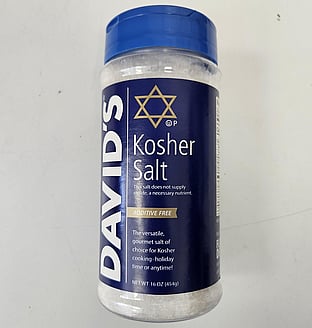 DAVID'S
P
Kosher
Salt
This salt does not supply
iodide, a necessary nutrient.
ADDITIVE FREE
The versatile,
gourmet salt of
choice for Kosher
cooking-holiday
time or anytime!
NET WT 16 OZ (454g)